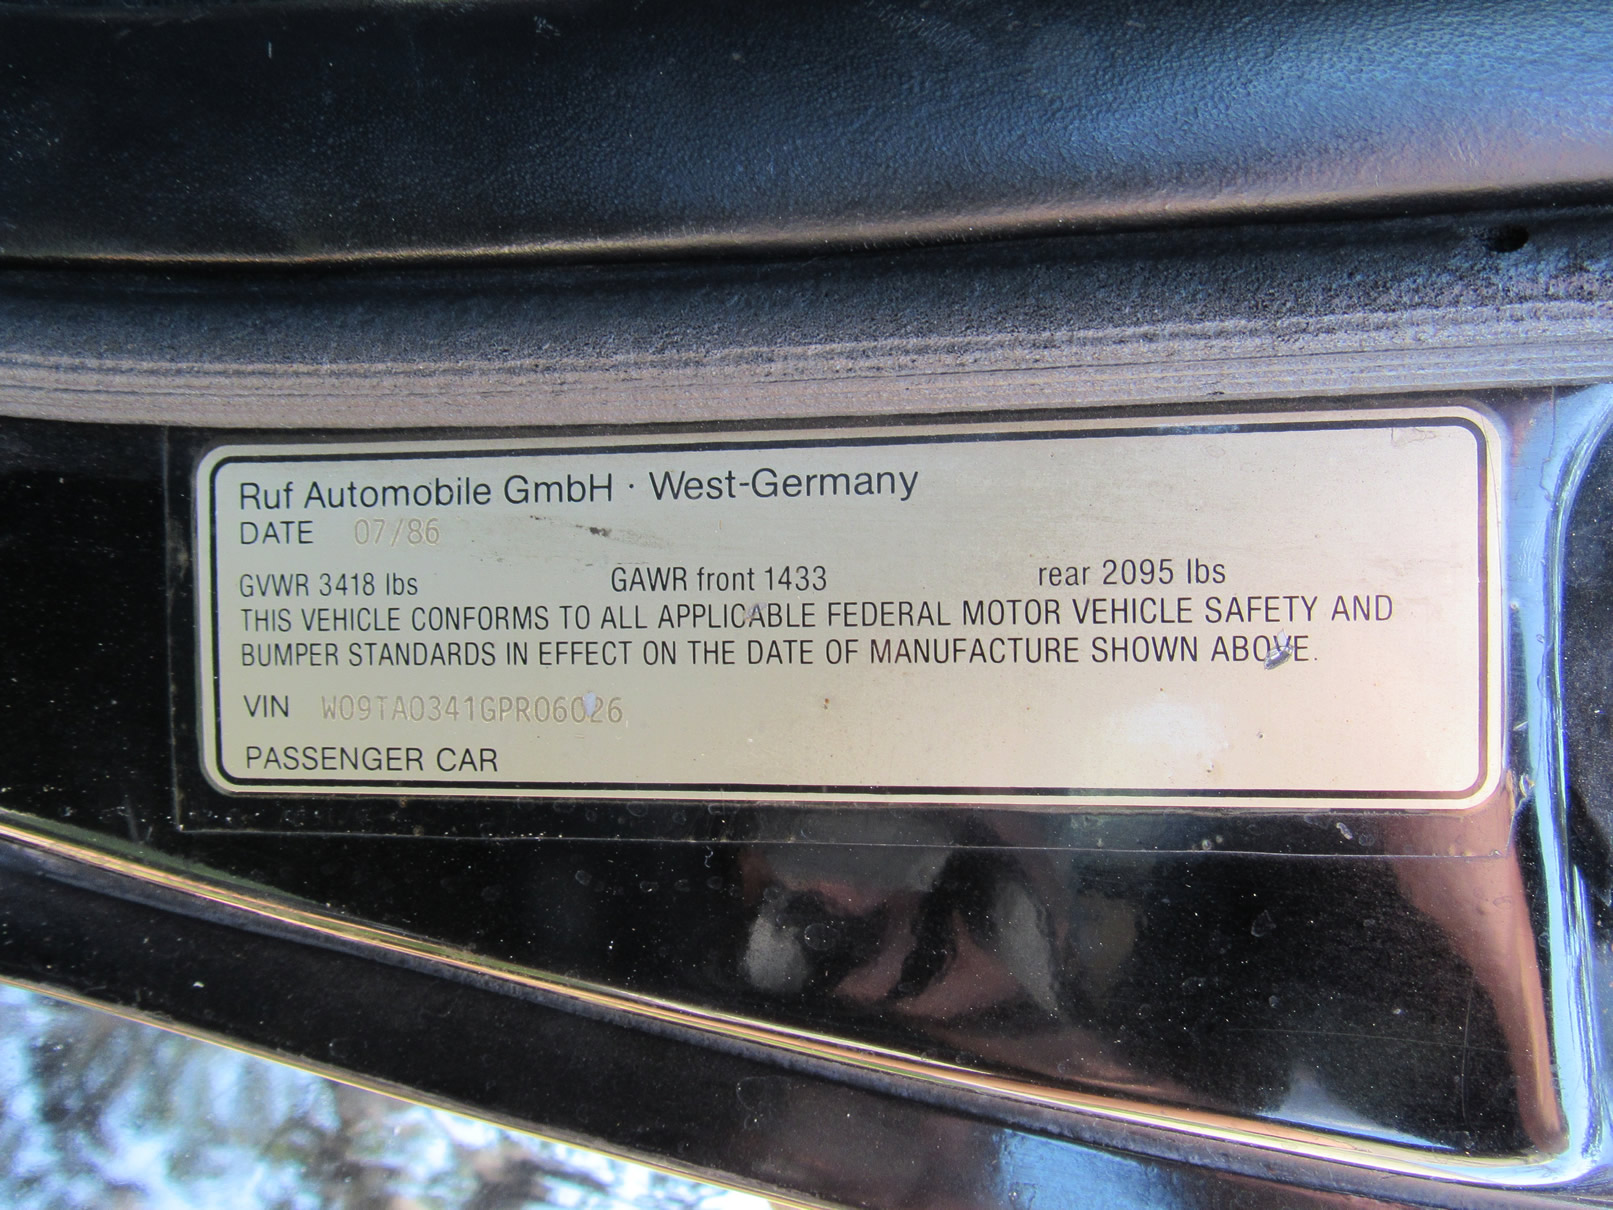 Ruf Automobile GmbH · West-Germany
DATE 07/86
GVWR 3418 lbs GAWR front 1433 rear 2095 lbs
THIS VEHICLE CONFORMS TO ALL APPLICABLE FEDERAL MOTOR VEHICLE SAFETY AND
BUMPER STANDARDS IN EFFECT ON THE DATE OF MANUFACTURE SHOWN ABOVE.
VIN W09TA0341GPR06026
PASSENGER CAR